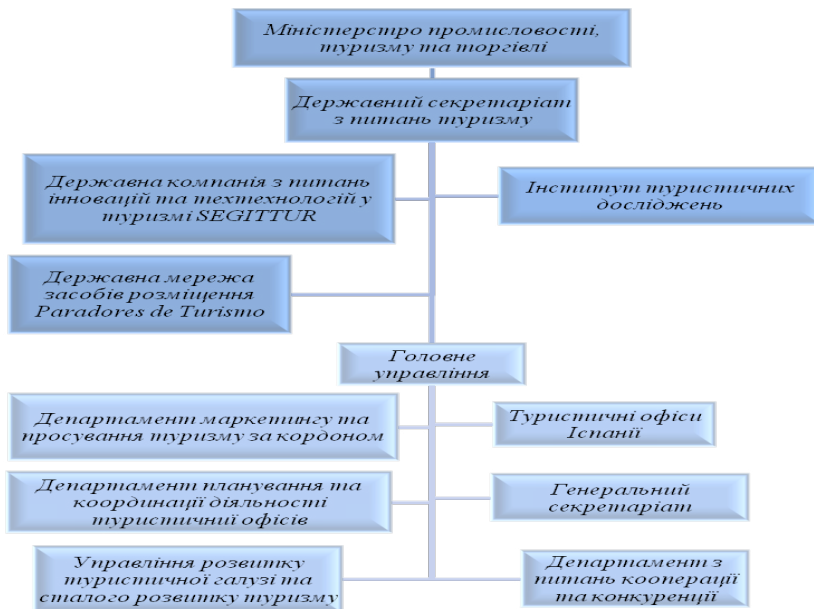 Міністерство промисловості,
туризму та торгівлі
Державний секретаріат
з питань туризму
Державна компанія з питань
інновацій та техтехнологій у
туризмі SEGITTUR
Інститут туристичних
досліджень
Державна мережа
засобів розміщення
Paradores de Turismo
Головне
управління
Департамент маркетингу та
просування туризму за кордоном
Туристичні офіси
Іспанії
Департамент планування та
координації діяльності
туристичний офісів
Генеральний
секретаріат
Управління розвитку
туристичної галузі та
сталого розвитку туризму
Департамент з
питань кооперації
та конкуренції